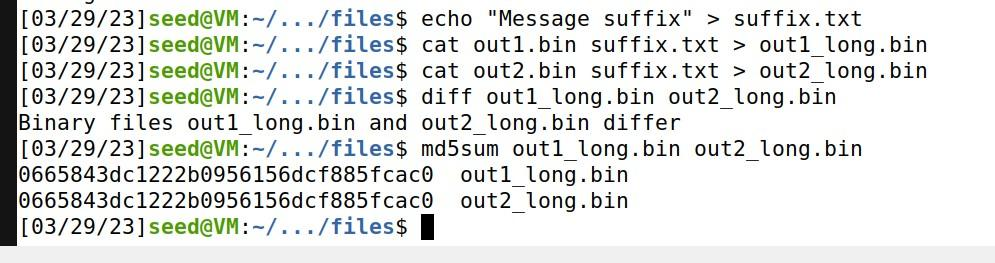 [03/29/23]seed@VM:~/.../files$ echo "Message suffix" > suffix.txt
[03/29/23]seed@VM:~/.../files$ cat out1.bin suffix.txt > out1_long.bin
[03/29/23]seed@VM:~/.../files$ cat out2.bin suffix.txt > out2_long.bin
[03/29/23]seed@VM:~/.../files$ diff out1_long.bin out2_long.bin
Binary files out1_long.bin and out2_long.bin differ
[03/29/23]seed@VM:~/.../files$ md5sum out1_long.bin out2_long.bin
0665843dc1222b0956156dcf885fcac0  out1_long.bin
0665843dc1222b0956156dcf885fcac0  out2_long.bin
[03/29/23]seed@VM:~/.../files$